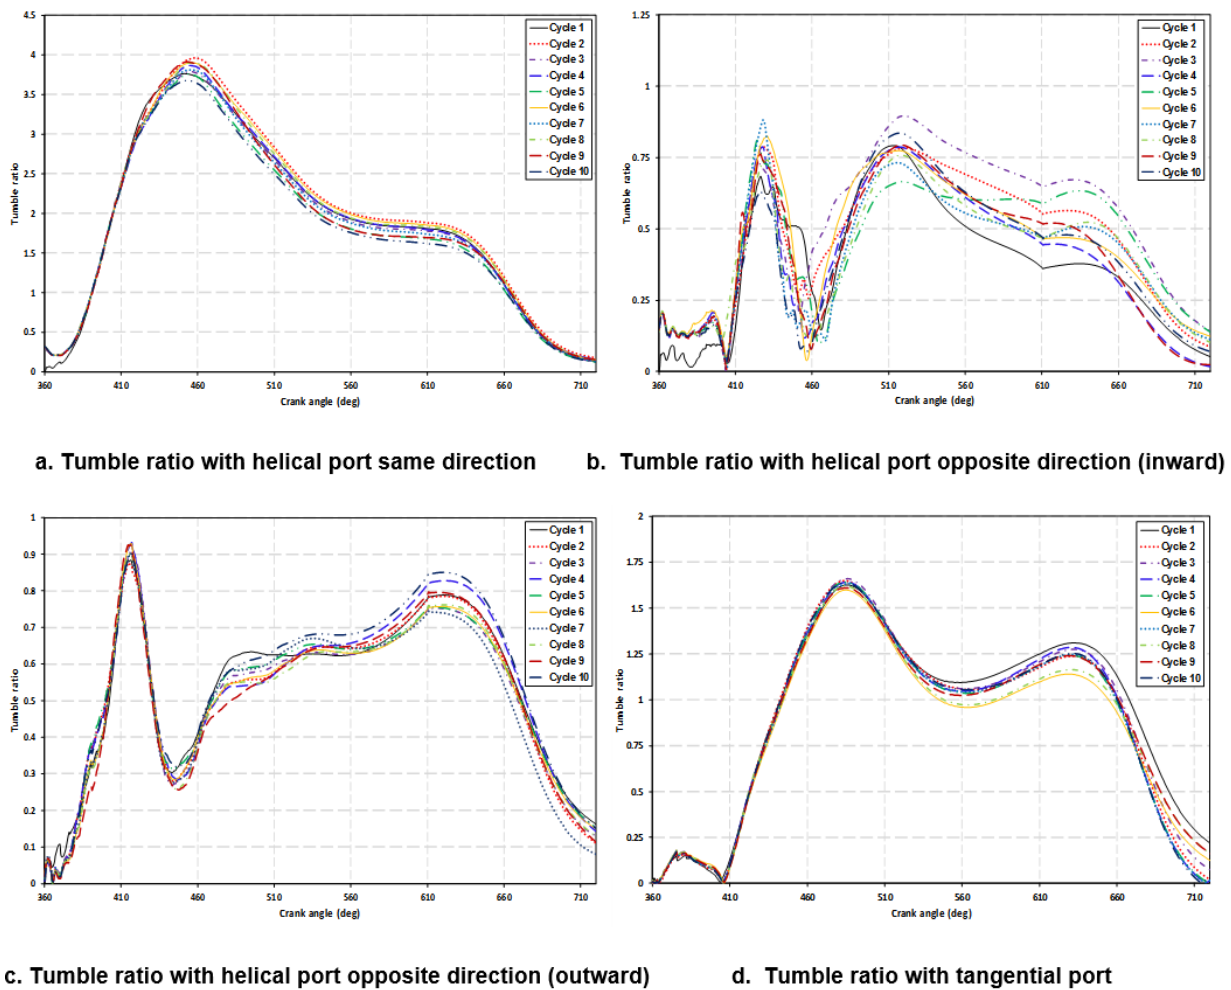 4.5
4
3.5
3
2.5
2
1.5
1
0.5
0
Tumble ratio
360 410 460 510 560 610 660 710
Crank angle (deg)
Cycle 1
Cycle 2
Cycle 3
Cycle 4
Cycle 5
Cycle 6
Cycle 7
Cycle 8
Cycle 9
Cycle 10
a. Tumble ratio with helical port same direction
1.25
1
0.75
0.5
0.25
0
Tumble ratio
360 410 460 510 560 610 660 710
Crank angle (deg)
Cycle 1
Cycle 2
Cycle 3
Cycle 4
Cycle 5
Cycle 6
Cycle 7
Cycle 8
Cycle 9
Cycle 10
b. Tumble ratio with helical port opposite direction (inward)
1
0.9
0.8
0.7
0.6
0.5
0.4
0.3
0.2
0.1
0
Tumble ratio
360 410 460 510 560 610 660 710
Crank angle (deg)
Cycle 1
Cycle 2
Cycle 3
Cycle 4
Cycle 5
Cycle 6
Cycle 7
Cycle 8
Cycle 9
Cycle 10
c. Tumble ratio with helical port opposite direction (outward)
2
1.75
1.5
1.25
1
0.75
0.5
0.25
0
Tumble ratio
360 410 460 510 560 610 660 710
Crank angle (deg)
Cycle 1
Cycle 2
Cycle 3
Cycle 4
Cycle 5
Cycle 6
Cycle 7
Cycle 8
Cycle 9
Cycle 10
d. Tumble ratio with tangential port